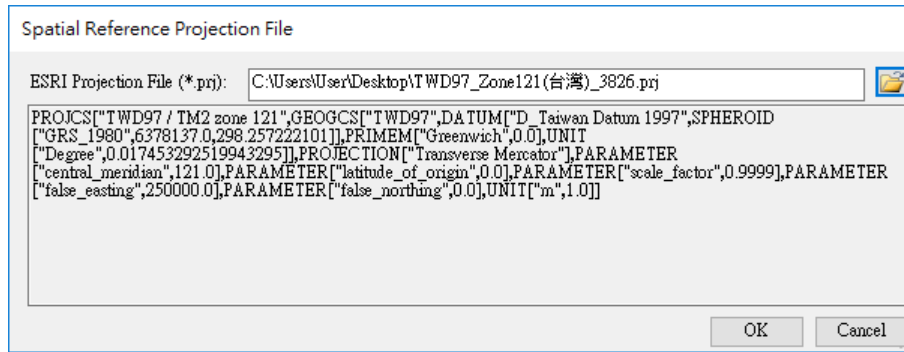 Spatial Reference Projection File
ESRI Projection File (*.prj): C:\Users\User\Desktop\TWD97_Zone121(台灣)_3826.prj
PROJCS["TWD97 / TM2 zone 121",GEOGCS["TWD97",DATUM["D_Taiwan Datum 1997",SPHEROID
["GRS_1980",6378137.0,298.257222101]],PRIMEM["Greenwich",0.0],UNIT
["Degree",0.017453292519943295]],PROJECTION["Transverse Mercator"],PARAMETER
["central_meridian",121.0],PARAMETER["latitude_of_origin",0.0],PARAMETER["scale_factor",0.9999],PARAMETER
["false_easting",250000.0],PARAMETER["false_northing",0.0],UNIT["m",1.0]]
OK Cancel